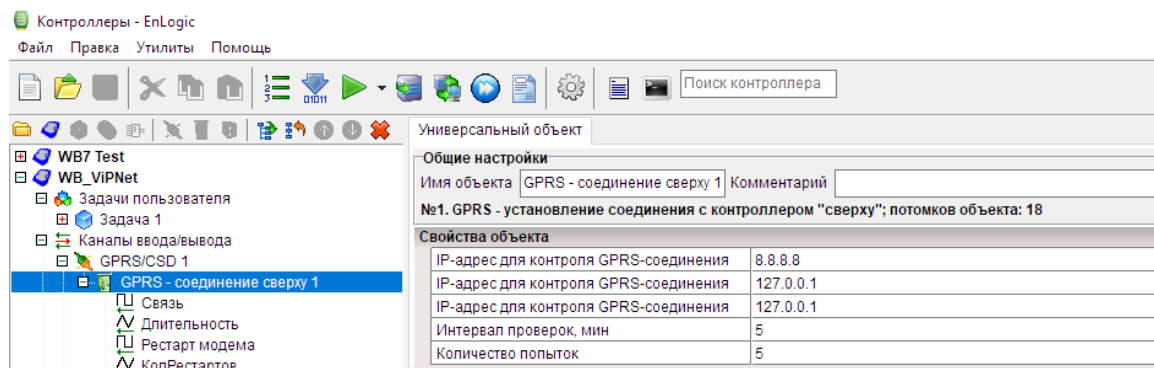 Контроллеры - EnLogic
Файл Правка Утилиты Помощь
Поиск контроллера
WB7 Test
WB_ViPNet
Задачи пользователя
Задача 1
Каналы ввода/вывода
GPRS/CSD 1
GPRS - соединение сверху 1
Связь
Длительность
Рестарт модема
КолРестартов
Универсальный объект
Общие настройки
Имя объекта GPRS - соединение сверху 1 Комментарий
№1. GPRS - установление соединения с контроллером "сверху"; потомков объекта: 18
Свойства объекта
IP-адрес для контроля GPRS-соединения 8.8.8.8
IP-адрес для контроля GPRS-соединения 127.0.0.1
IP-адрес для контроля GPRS-соединения 127.0.0.1
Интервал проверок, мин 5
Количество попыток 5